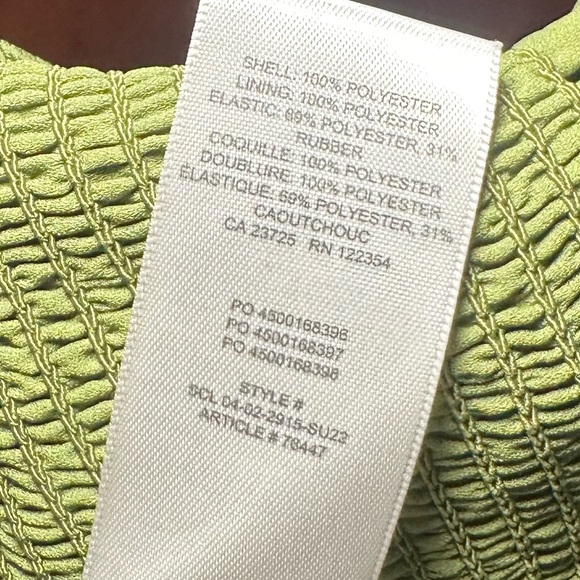 SHELL: 100% POLYESTER
LINING: 100% POLYESTER
ELASTIC: 69% POLYESTER, 31%
RUBBER
COQUILLE: 100% POLYESTER
DOUBLURE: 100% POLYESTER
ÉLASTIQUE: 69% POLYESTER, 31%
CAOUTCHOUC
CA 23725 RN 122354
PO 4500168396
PO 4500168397
PO 4500168398
STYLE #
SCL 04-02-2915-SU23
ARTICLE # 76447